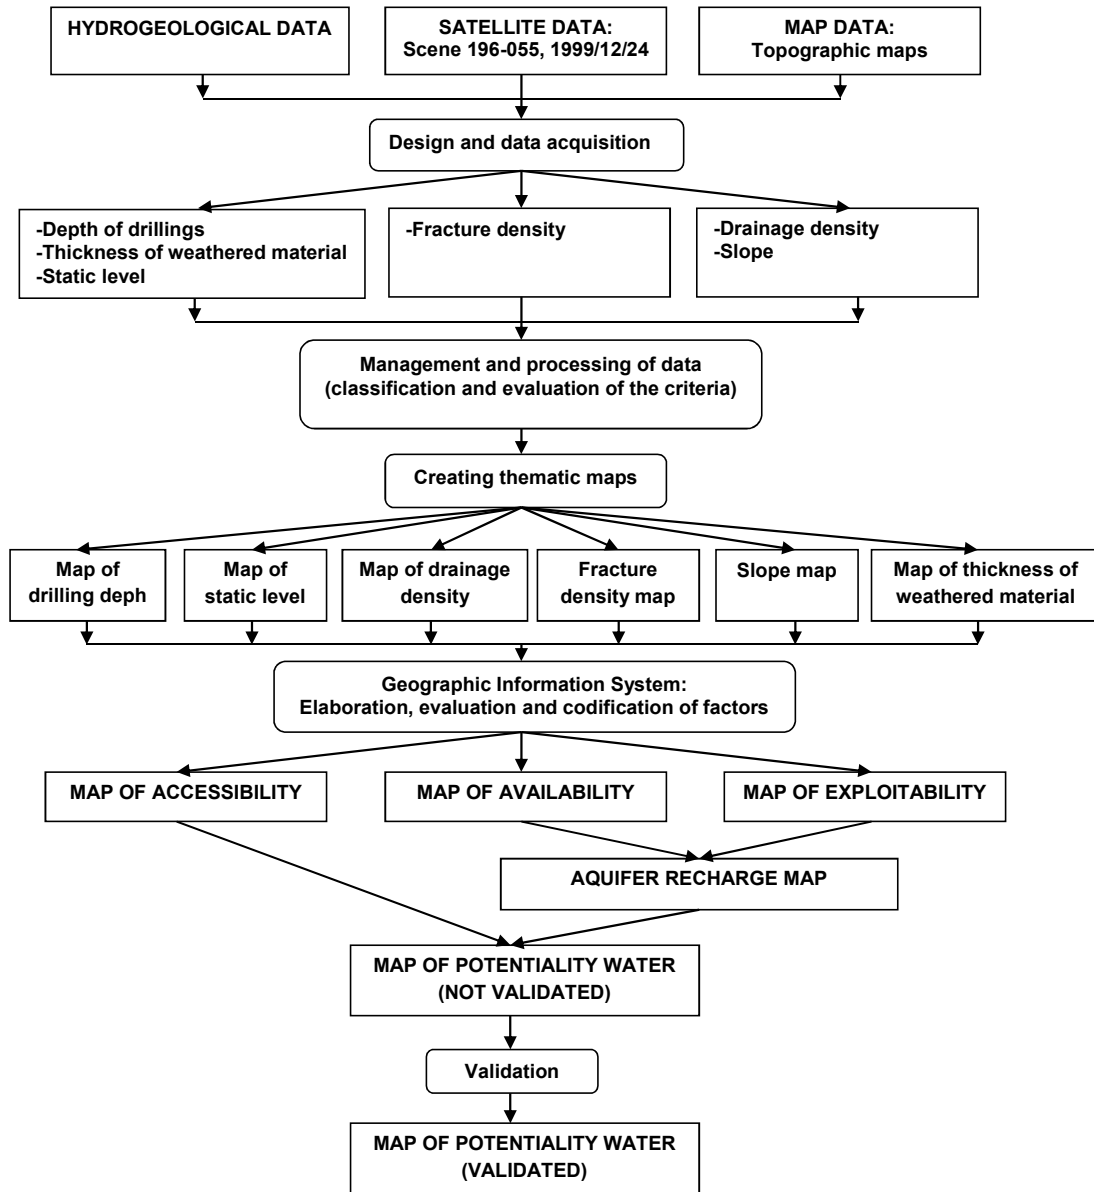 HYDROGEOLOGICAL DATA
SATELLITE DATA:
Scene 196-055, 1999/12/24
MAP DATA:
Topographic maps
Design and data acquisition
-Depth of drillings
-Thickness of weathered material
-Static level
-Fracture density
-Drainage density
-Slope
Management and processing of data
(classification and evaluation of the criteria)
Creating thematic maps
Map of
drilling deph
Map of
static level
Map of drainage
density
Fracture
density map
Slope map
Map of thickness of
weathered material
Geographic Information System:
Elaboration, evaluation and codification of factors
MAP OF ACCESSIBILITY
MAP OF AVAILABILITY
MAP OF EXPLOITABILITY
AQUIFER RECHARGE MAP
MAP OF POTENTIALITY WATER
(NOT VALIDATED)
Validation
MAP OF POTENTIALITY WATER
(VALIDATED)